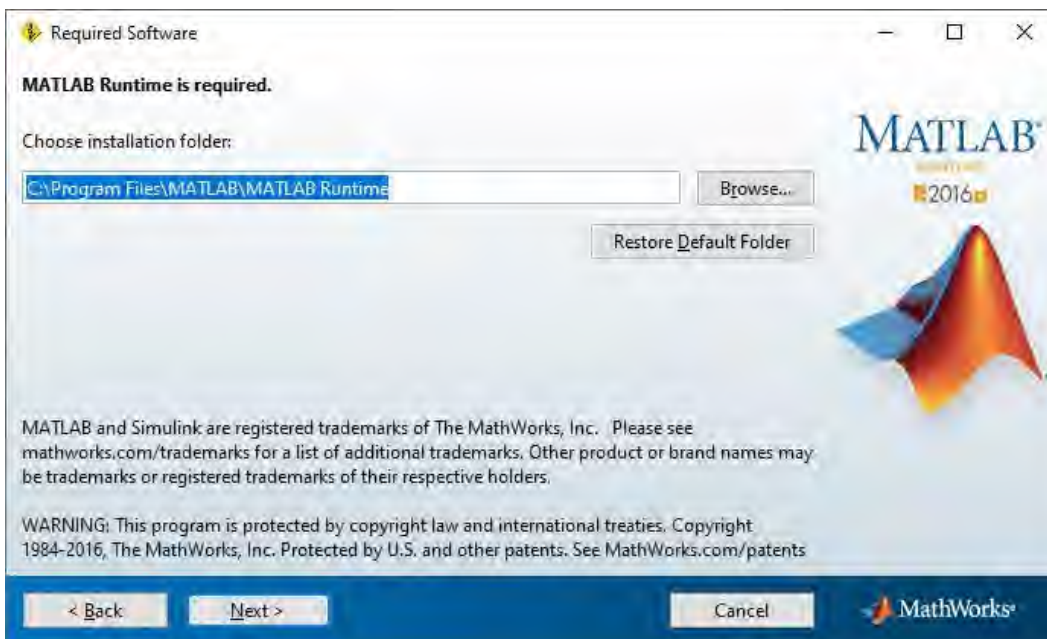 Required Software
MATLAB Runtime is required.
Choose installation folder:
C:\Program Files\MATLAB\MATLAB Runtime
Browse...
Restore Default Folder
MATLAB®
2016
MATLAB and Simulink are registered trademarks of The MathWorks, Inc. Please see
mathworks.com/trademarks for a list of additional trademarks. Other product or brand names may
be trademarks or registered trademarks of their respective holders.
WARNING: This program is protected by copyright law and international treaties. Copyright
1984-2016, The MathWorks, Inc. Protected by U.S. and other patents. See MathWorks.com/patents
< Back
Next >
Cancel
MathWorks®